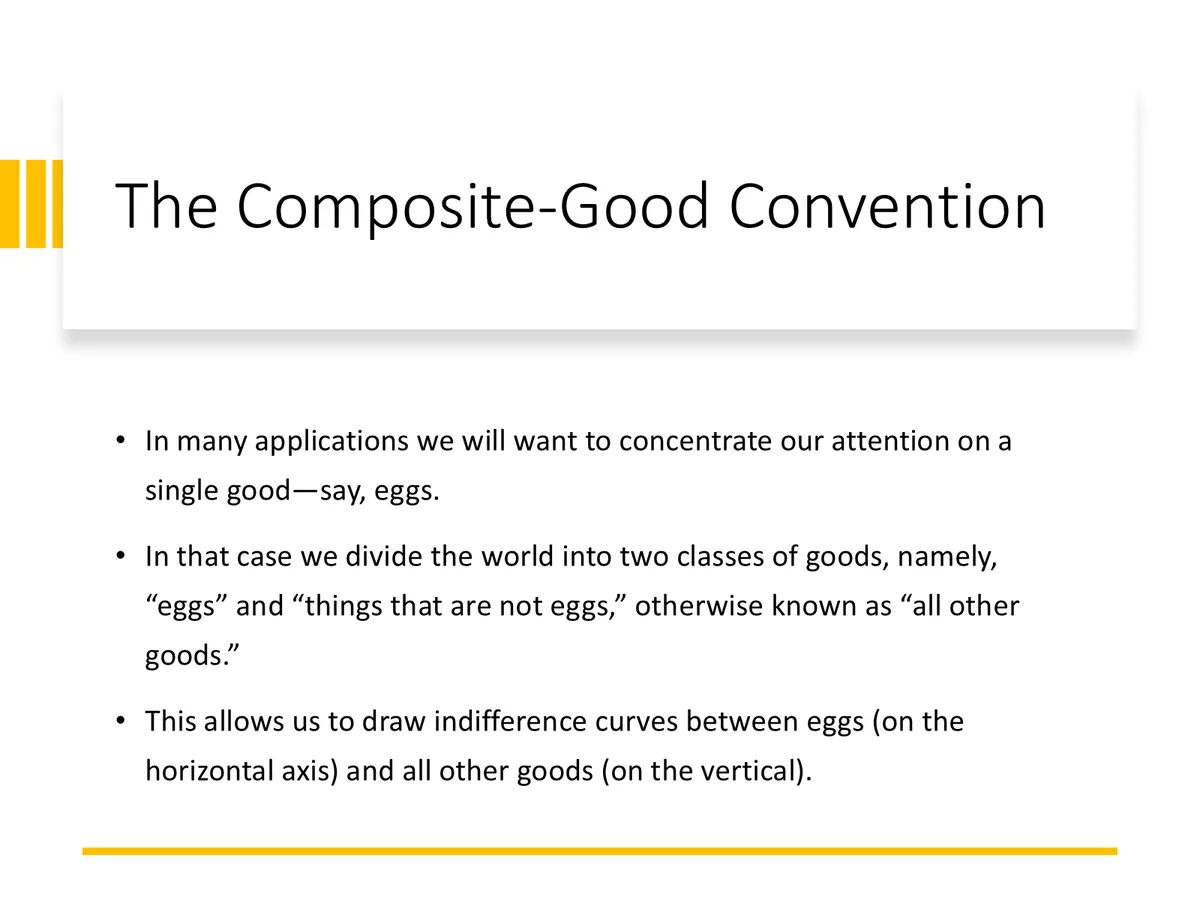 The Composite-Good Convention
• In many applications we will want to concentrate our attention on a
single good—say, eggs.
• In that case we divide the world into two classes of goods, namely,
“eggs” and “things that are not eggs,” otherwise known as “all other
goods.”
• This allows us to draw indifference curves between eggs (on the
horizontal axis) and all other goods (on the vertical).